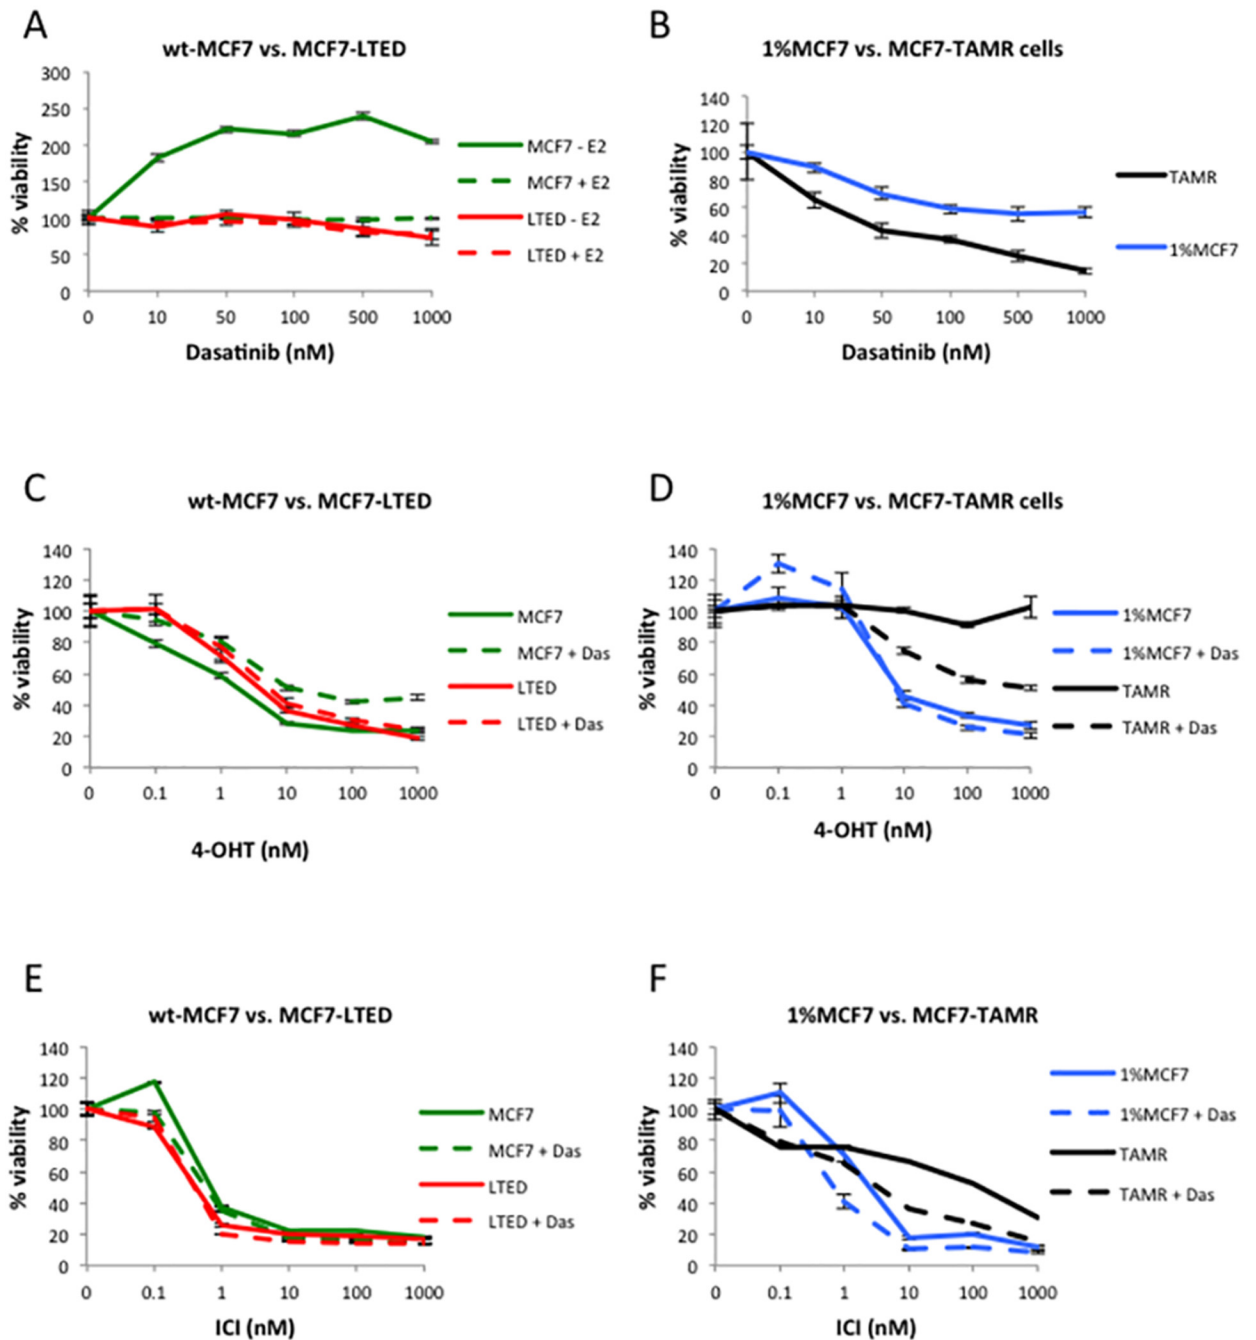 A
wt-MCF7 vs. MCF7-LTED
% viability
300
250
200
150
100
50
0
0 10 50 100 500 1000
Dasatinib (nM)
MCF7 - E2
MCF7 + E2
LTED - E2
LTED + E2
B
1%MCF7 vs. MCF7-TAMR cells
% viability
140
120
100
80
60
40
20
0
0 10 50 100 500 1000
Dasatinib (nM)
TAMR
1%MCF7
C
wt-MCF7 vs. MCF7-LTED
% viability
140
120
100
80
60
40
20
0
0 0.1 1 10 100 1000
4-OHT (nM)
MCF7
MCF7 + Das
LTED
LTED + Das
D
1%MCF7 vs. MCF7-TAMR cells
% viability
140
120
100
80
60
40
20
0
0 0.1 1 10 100 1000
4-OHT (nM)
1%MCF7
1%MCF7 + Das
TAMR
TAMR + Das
E
wt-MCF7 vs. MCF7-LTED
% viability
140
120
100
80
60
40
20
0
0 0.1 1 10 100 1000
ICI (nM)
MCF7
MCF7 + Das
LTED
LTED + Das
F
1%MCF7 vs. MCF7-TAMR
% viability
140
120
100
80
60
40
20
0
0 0.1 1 10 100 1000
ICI (nM)
1%MCF7
1%MCF7 + Das
TAMR
TAMR + Das